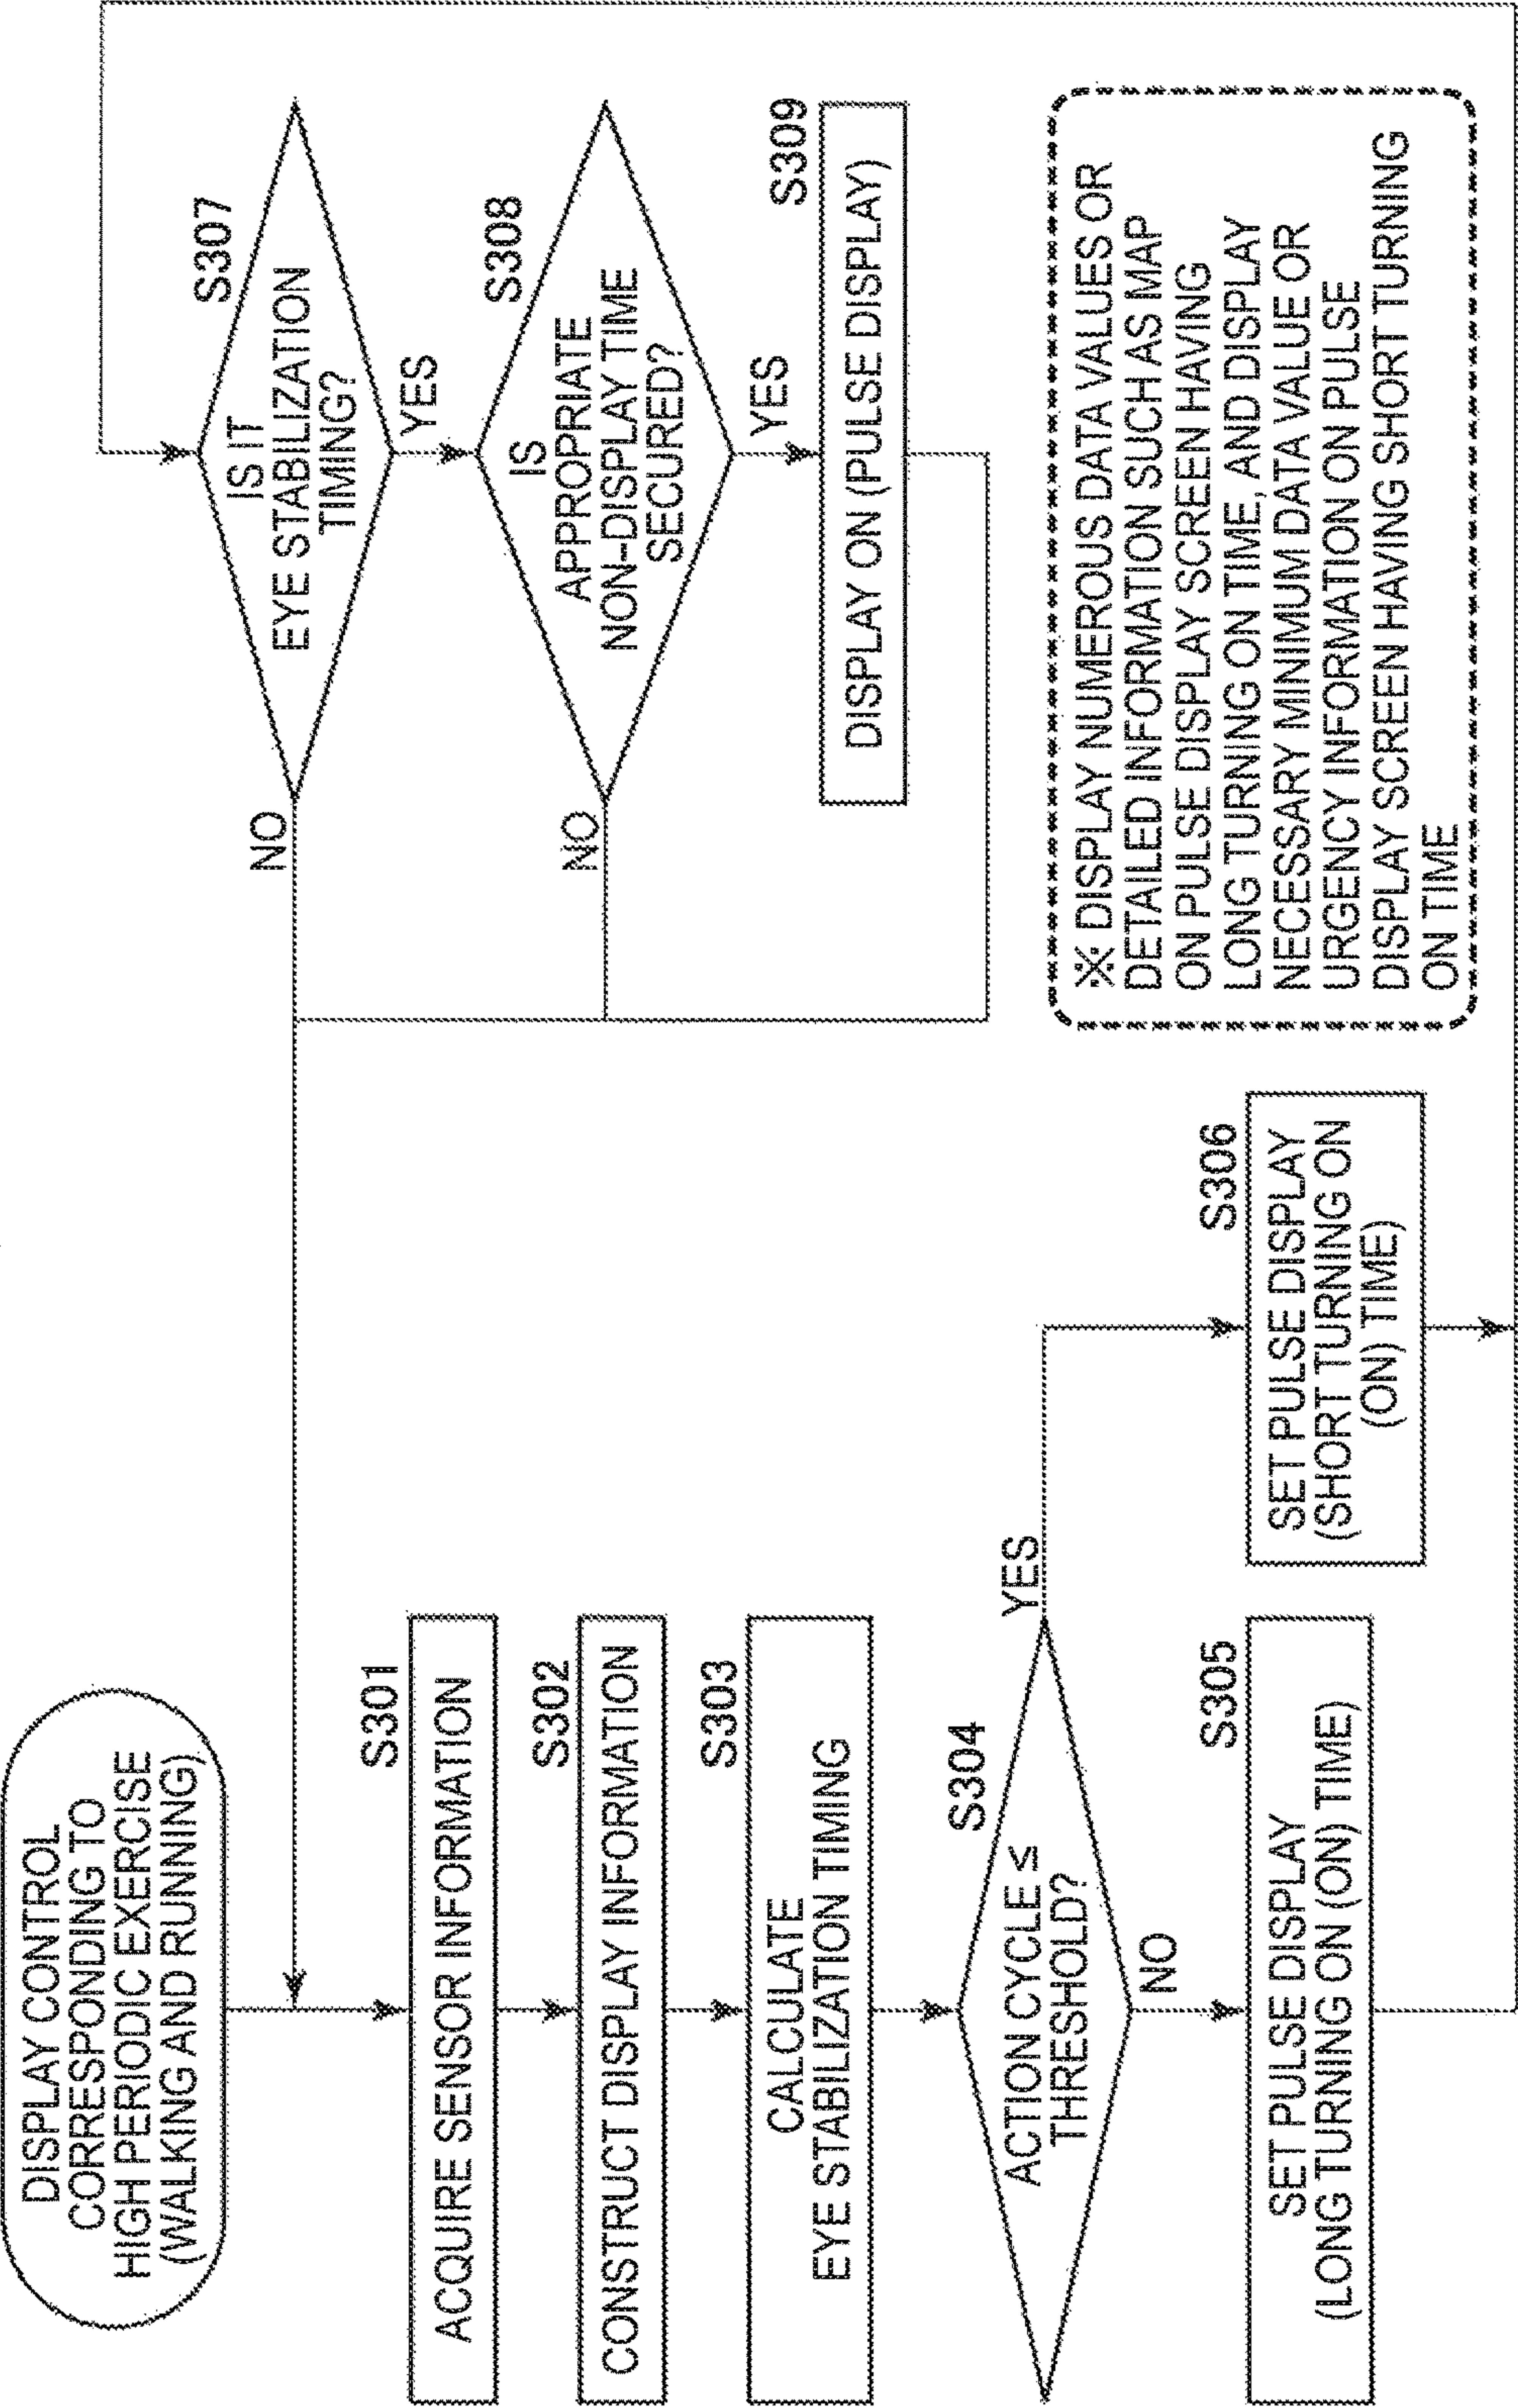 DISPLAY CONTROL
CORRESPONDING TO
HIGH PERIODIC EXERCISE
(WALKING AND RUNNING)
S301
ACQUIRE SENSOR INFORMATION
S302
CONSTRUCT DISPLAY INFORMATION
S303
CALCULATE
EYE STABILIZATION TIMING
S304
ACTION CYCLE ≤
THRESHOLD?
YES
NO
S305
SET PULSE DISPLAY
(LONG TURNING ON (ON) TIME)
S306
SET PULSE DISPLAY
(SHORT TURNING ON
(ON) TIME)
S307
IS IT
EYE STABILIZATION
TIMING?
NO
YES
S308
IS
APPROPRIATE
NON-DISPLAY TIME
SECURED?
NO
YES
S309
DISPLAY ON (PULSE DISPLAY)
※ DISPLAY NUMEROUS DATA VALUES OR
DETAILED INFORMATION SUCH AS MAP
ON PULSE DISPLAY SCREEN HAVING
LONG TURNING ON TIME, AND DISPLAY
NECESSARY MINIMUM DATA VALUE OR
URGENCY INFORMATION ON PULSE
DISPLAY SCREEN HAVING SHORT TURNING
ON TIME